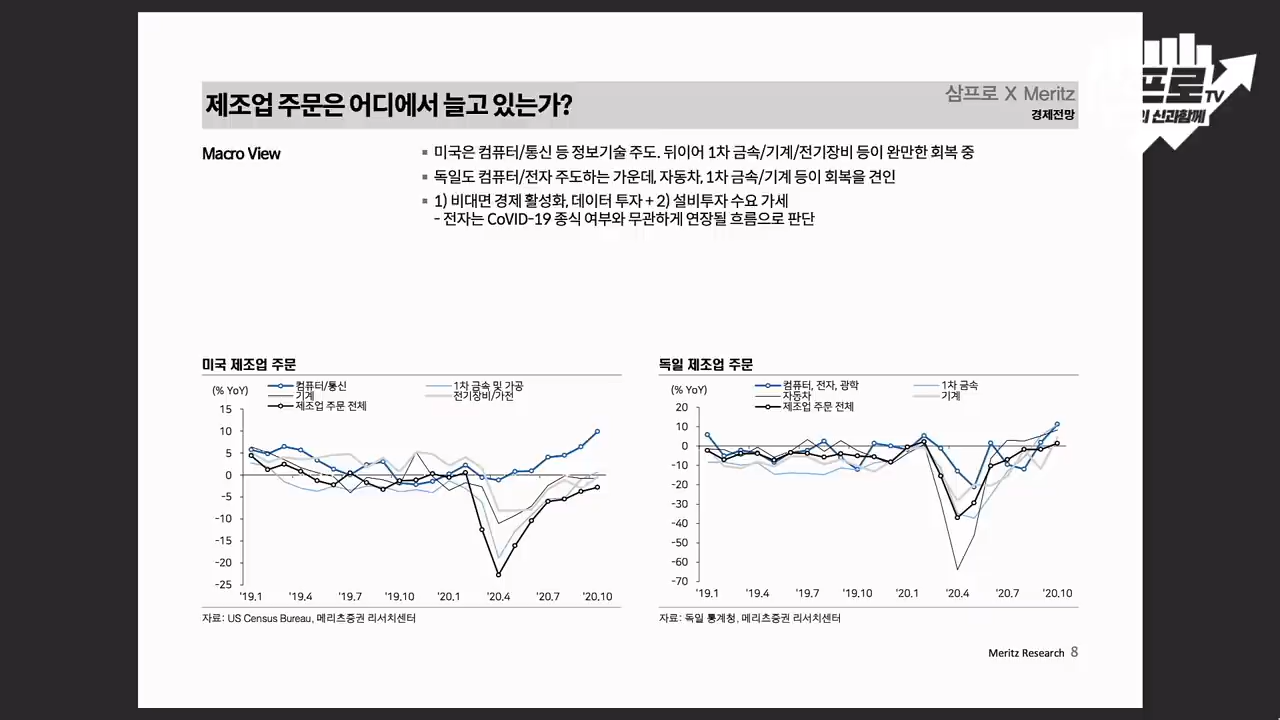 제조업 주문은 어디에서 늘고 있는가?
삼프로 X Meritz
경제전망
프로TV
신과함께
Macro View
▪ 미국은 컴퓨터/통신 등 정보기술 주도. 뒤이어 1차 금속/기계/전기장비 등이 완만한 회복 중
▪ 독일도 컴퓨터/전자 주도하는 가운데, 자동차, 1차 금속/기계 등이 회복을 견인
▪ 1) 비대면 경제 활성화, 데이터 투자 + 2) 설비투자 수요 가세
- 전자는 CoVID-19 종식 여부와 무관하게 연장될 흐름으로 판단
미국 제조업 주문
(% YoY)
컴퓨터/통신
1차 금속 및 가공
기계
전기장비/가전
제조업 주문 전체
15
10
5
0
-5
-10
-15
-20
-25
'19.1 '19.4 '19.7 '19.10 '20.1 '20.4 '20.7 '20.10
자료: US Census Bureau, 메리츠증권 리서치센터
독일 제조업 주문
(% YoY)
컴퓨터, 전자, 광학
1차 금속
자동차
기계
제조업 주문 전체
20
10
0
-10
-20
-30
-40
-50
-60
-70
'19.1 '19.4 '19.7 '19.10 '20.1 '20.4 '20.7 '20.10
자료: 독일 통계청, 메리츠증권 리서치센터
Meritz Research 8